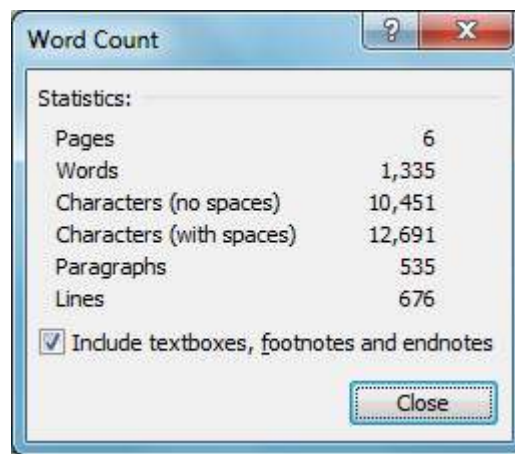 Word Count
Statistics:
Pages 6
Words 1,335
Characters (no spaces) 10,451
Characters (with spaces) 12,691
Paragraphs 535
Lines 676
Include textboxes, footnotes and endnotes
Close